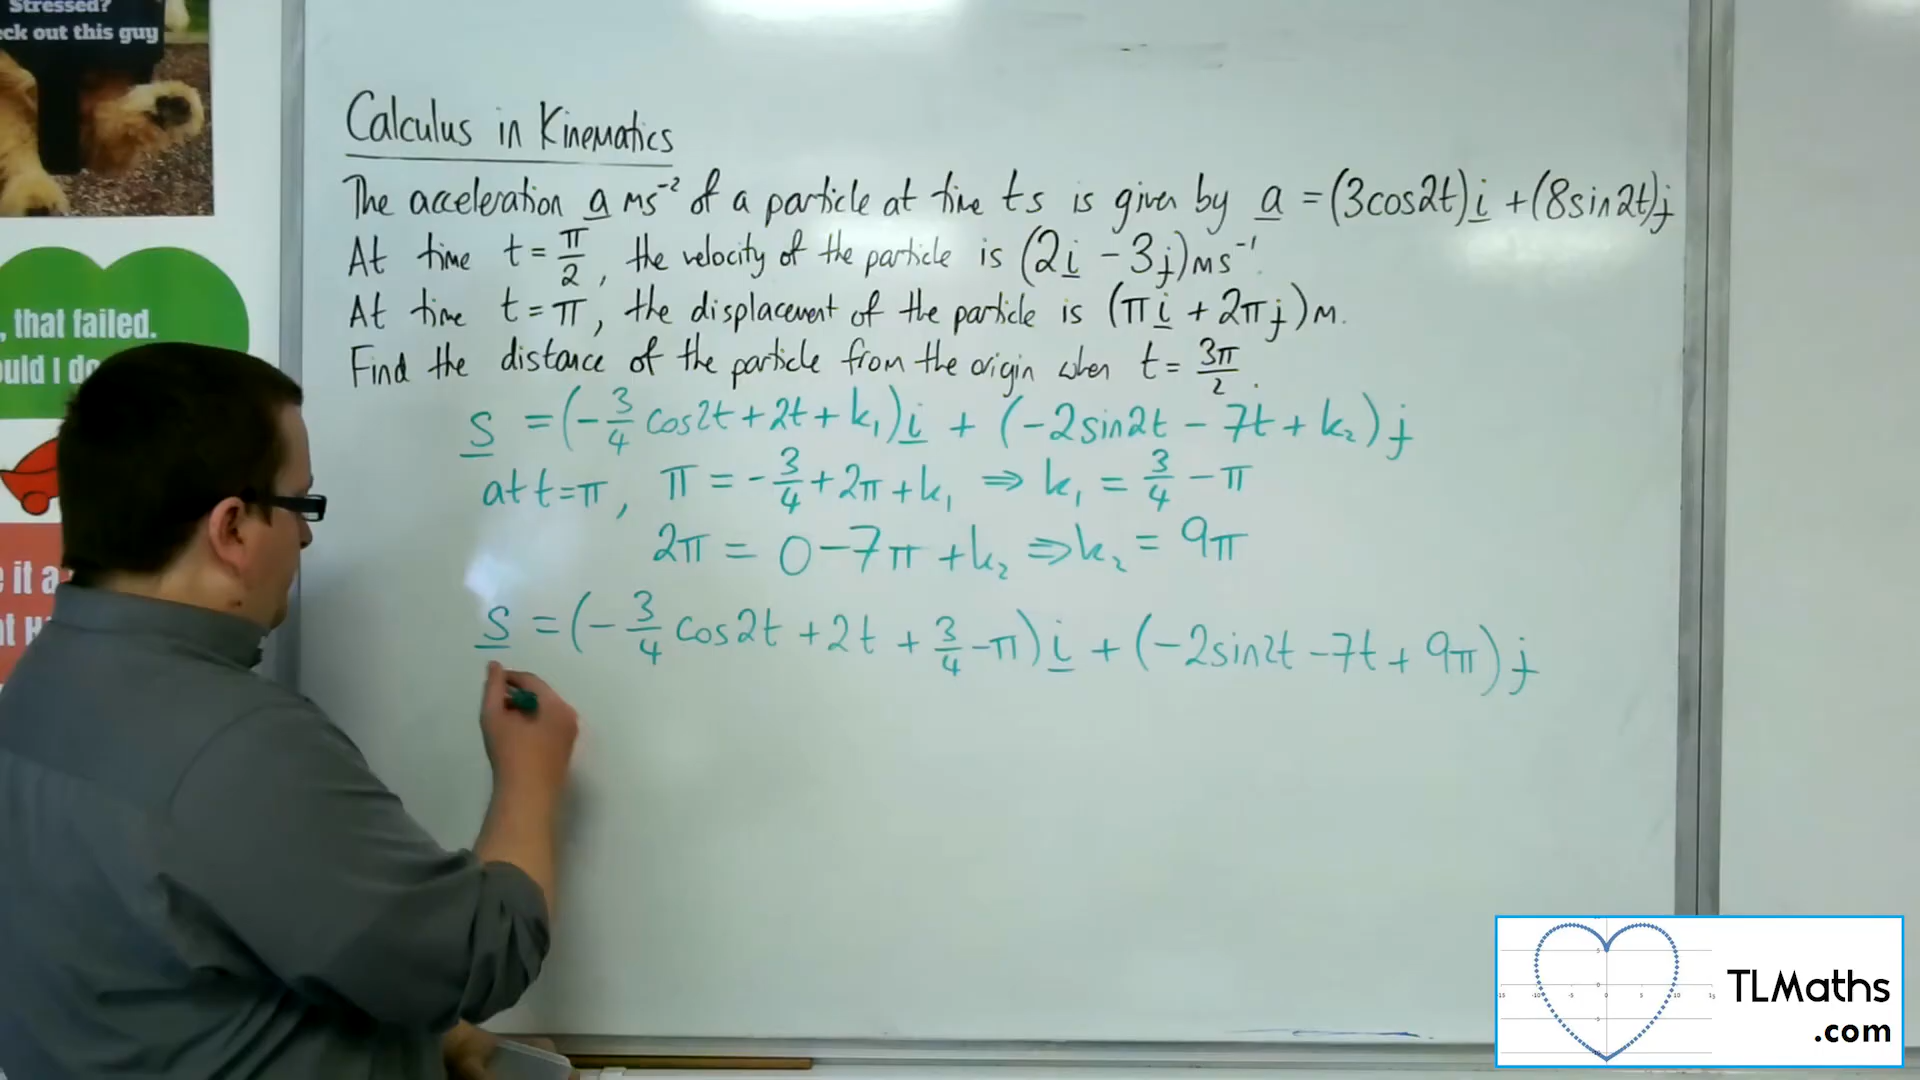 Stressed?
eck out this guy
, that failed.
ould I do
e it a
Calculus in Kinematics
The acceleration a ms⁻² of a particle at time t s is given by a = (3cos2t)i + (8sin2t)j
At time t = π/2, the velocity of the particle is (2i - 3j)ms⁻¹.
At time t = π, the displacement of the particle is (πi + 2πj)m.
Find the distance of the particle from the origin when t = 3π/2.
s = (-3/4 cos2t + 2t + k₁)i + (-2sin2t - 7t + k₂)j
at t = π, π = -3/4 + 2π + k₁ ⇒ k₁ = 3/4 - π
2π = 0 - 7π + k₂ ⇒ k₂ = 9π
s = (-3/4 cos2t + 2t + 3/4 - π)i + (-2sin2t - 7t + 9π)j
TLMaths
.com